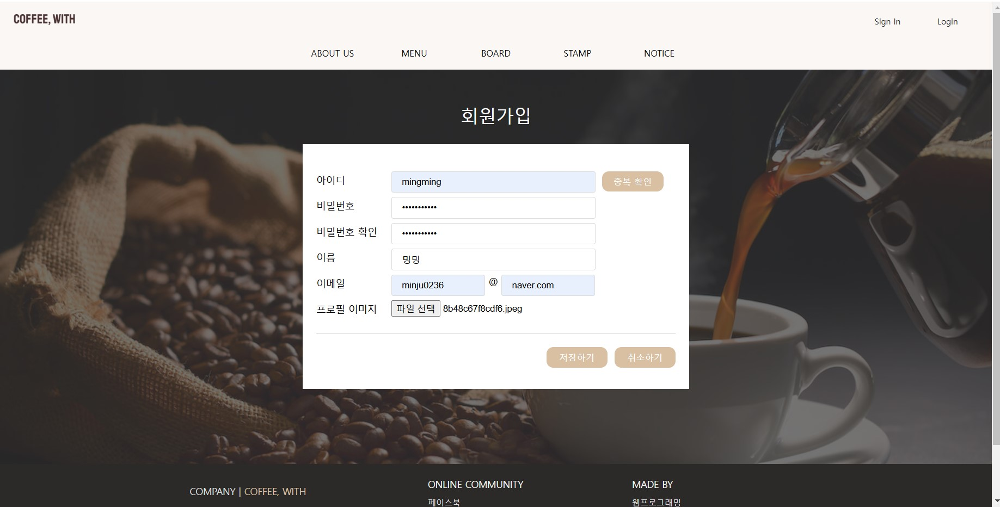 COFFEE, WITH
Sign In Login
ABOUT US MENU BOARD STAMP NOTICE
회원가입
아이디 mingming 중복 확인
비밀번호 •••••••••••
비밀번호 확인 •••••••••••
이름 밍밍
이메일 minju0236 @ naver.com
프로필 이미지 파일 선택 8b48c67f8cdf6.jpeg
저장하기 취소하기
COMPANY | COFFEE, WITH
ONLINE COMMUNITY
페이스북
MADE BY
웹프로그래밍